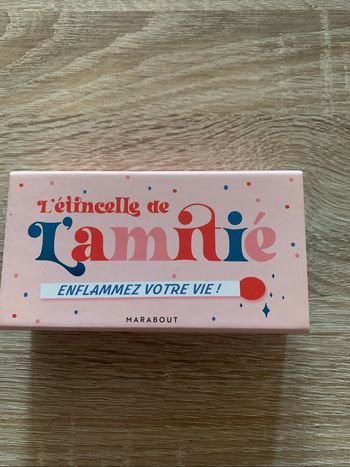 L'étincelle de
L'amitié
ENFLAMMEZ VOTRE VIE !
MARABOUT